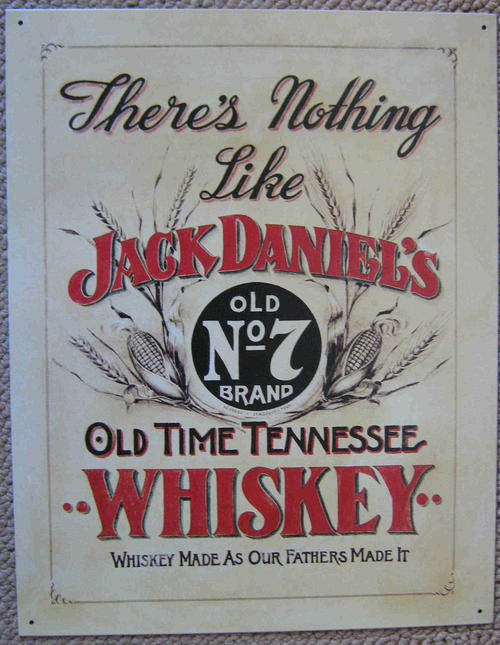 There's Nothing
Like
JACK DANIEL'S
OLD
No 7
BRAND
OLD TIME TENNESSEE
WHISKEY
WHISKEY MADE AS OUR FATHERS MADE IT